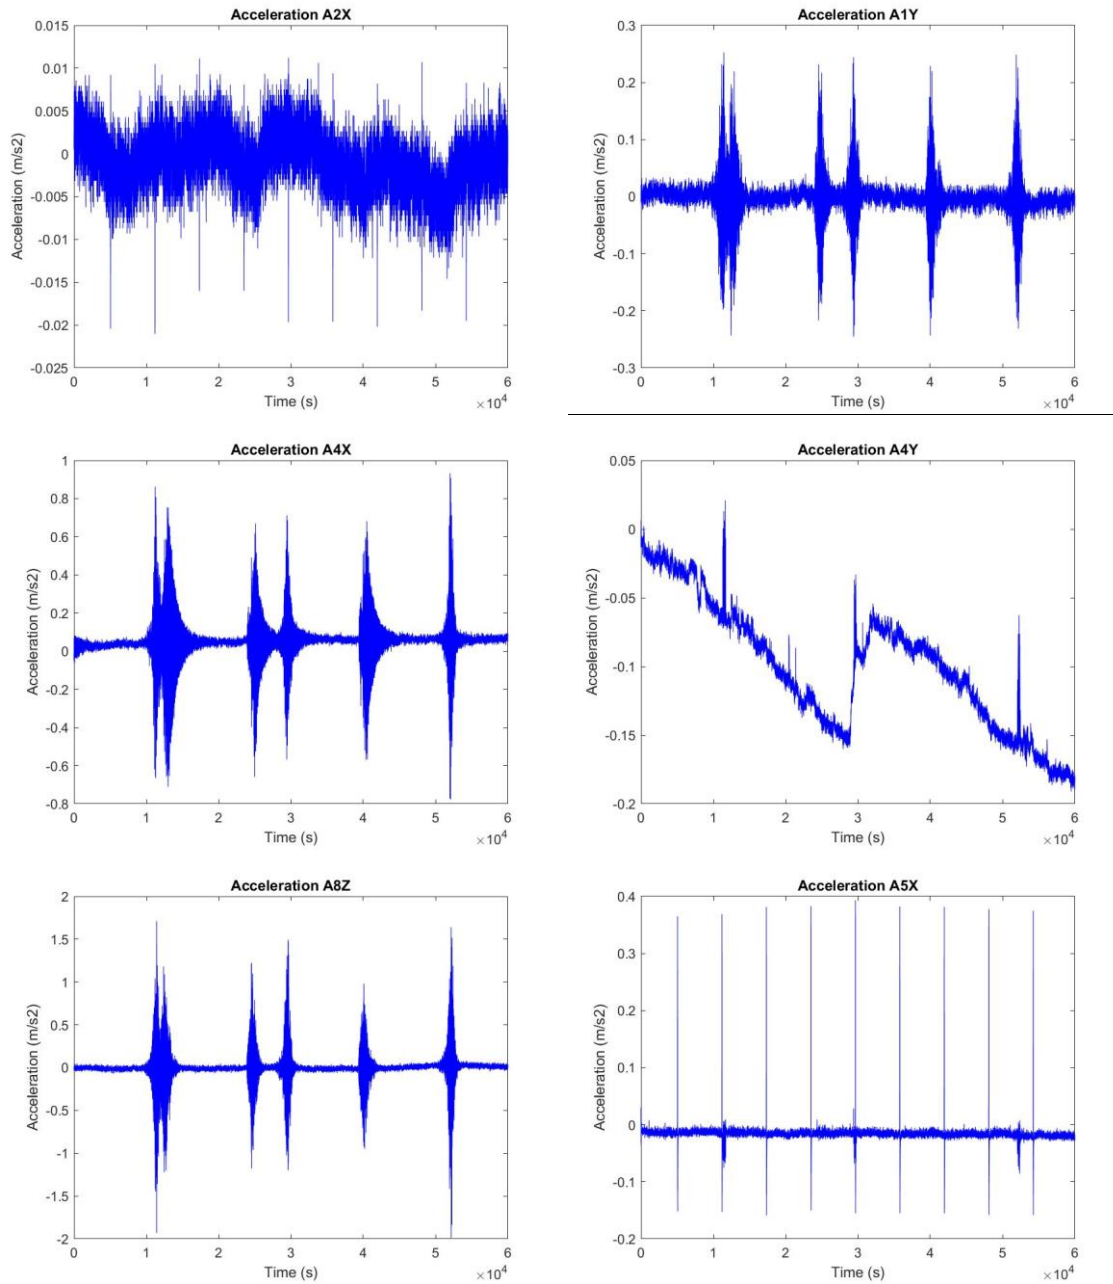 Acceleration A2X
Acceleration (m/s2)
0.015
0.01
0.005
0
-0.005
-0.01
-0.015
-0.02
-0.025
0 1 2 3 4 5 6
Time (s)
×10⁴
Acceleration A1Y
Acceleration (m/s2)
0.3
0.2
0.1
0
-0.1
-0.2
-0.3
0 1 2 3 4 5 6
Time (s)
×10⁴
Acceleration A4X
Acceleration (m/s2)
1
0.8
0.6
0.4
0.2
0
-0.2
-0.4
-0.6
-0.8
0 1 2 3 4 5 6
Time (s)
×10⁴
Acceleration A4Y
Acceleration (m/s2)
0.05
0
-0.05
-0.1
-0.15
-0.2
0 1 2 3 4 5 6
Time (s)
×10⁴
Acceleration A8Z
Acceleration (m/s2)
2
1.5
1
0.5
0
-0.5
-1
-1.5
-2
0 1 2 3 4 5 6
Time (s)
×10⁴
Acceleration A5X
Acceleration (m/s2)
0.4
0.3
0.2
0.1
0
-0.1
-0.2
0 1 2 3 4 5 6
Time (s)
×10⁴